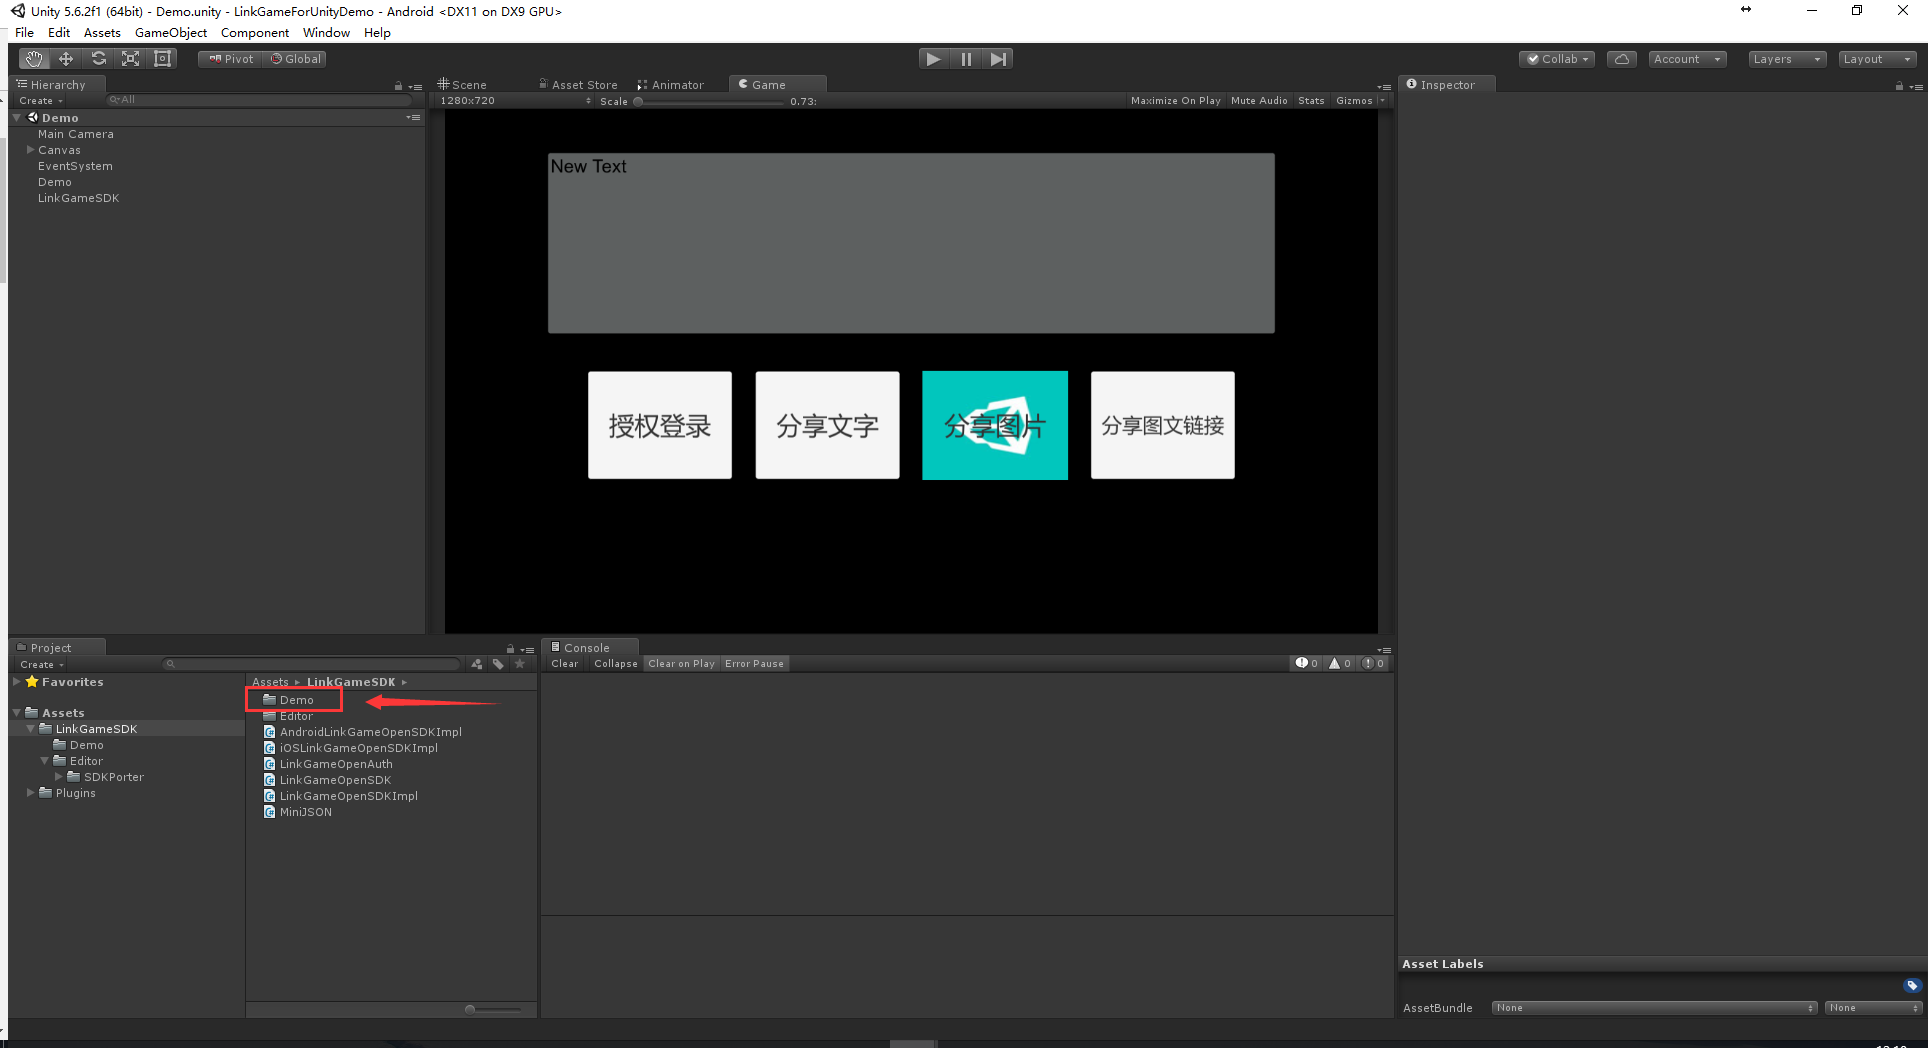 Unity 5.6.2f1 (64bit) - Demo.unity - LinkGameForUnityDemo - Android <DX11 on DX9 GPU>
File Edit Assets GameObject Component Window Help
Pivot Global Collab Account Layers Layout
Hierarchy
Create All
Demo
Main Camera
Canvas
EventSystem
Demo
LinkGameSDK
Scene Asset Store Animator Game
1280x720 Scale 0.73: Maximize On Play Mute Audio Stats Gizmos
New Text
授权登录 分享文字 分享图片 分享图文链接
Inspector
Project
Create
Favorites
Assets
LinkGameSDK
Demo
Editor
SDKPorter
Plugins
Assets LinkGameSDK
Demo
Editor
AndroidLinkGameOpenSDKImpl
iOSLinkGameOpenSDKImpl
LinkGameOpenAuth
LinkGameOpenSDK
LinkGameOpenSDKImpl
MiniJSON
Console
Clear Collapse Clear on Play Error Pause 0 0 0
Asset Labels
AssetBundle None None